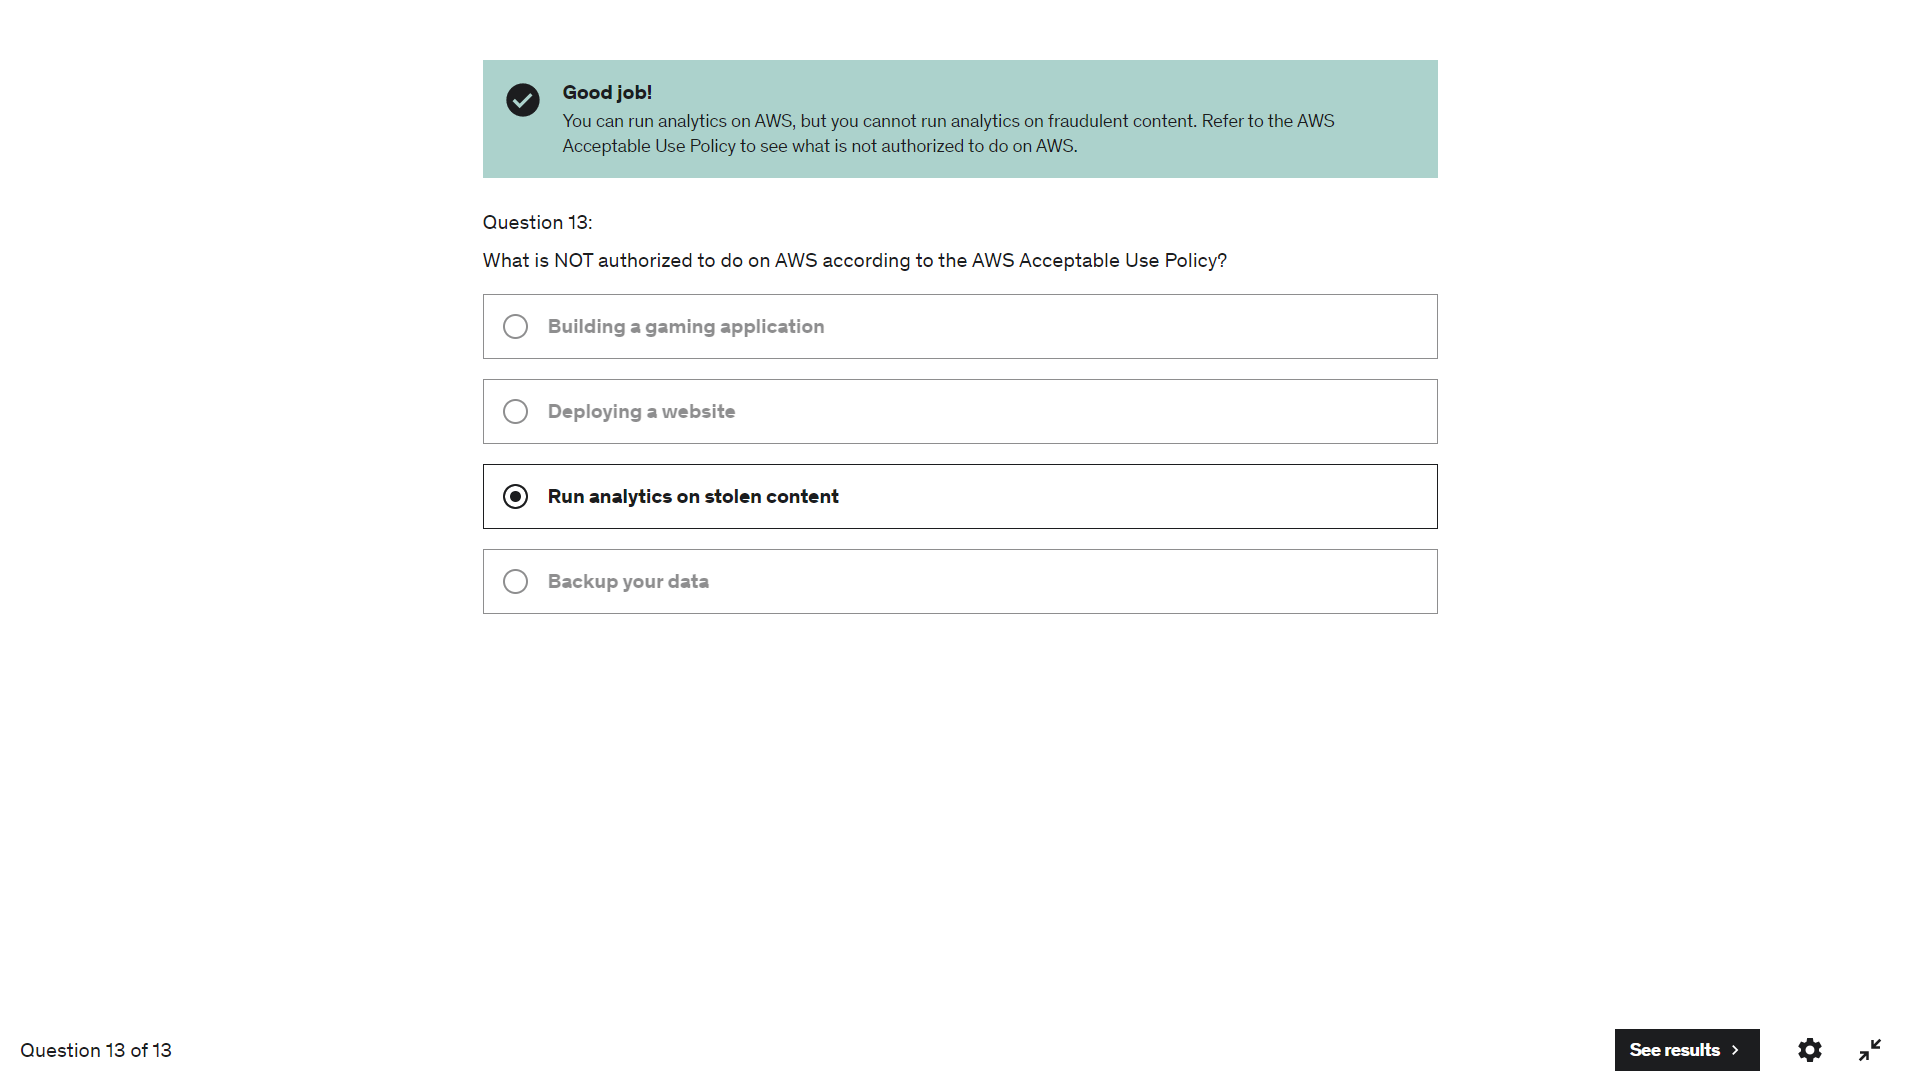 Good job!
You can run analytics on AWS, but you cannot run analytics on fraudulent content. Refer to the AWS
Acceptable Use Policy to see what is not authorized to do on AWS.
Question 13:
What is NOT authorized to do on AWS according to the AWS Acceptable Use Policy?
Building a gaming application
Deploying a website
Run analytics on stolen content
Backup your data
Question 13 of 13
See results